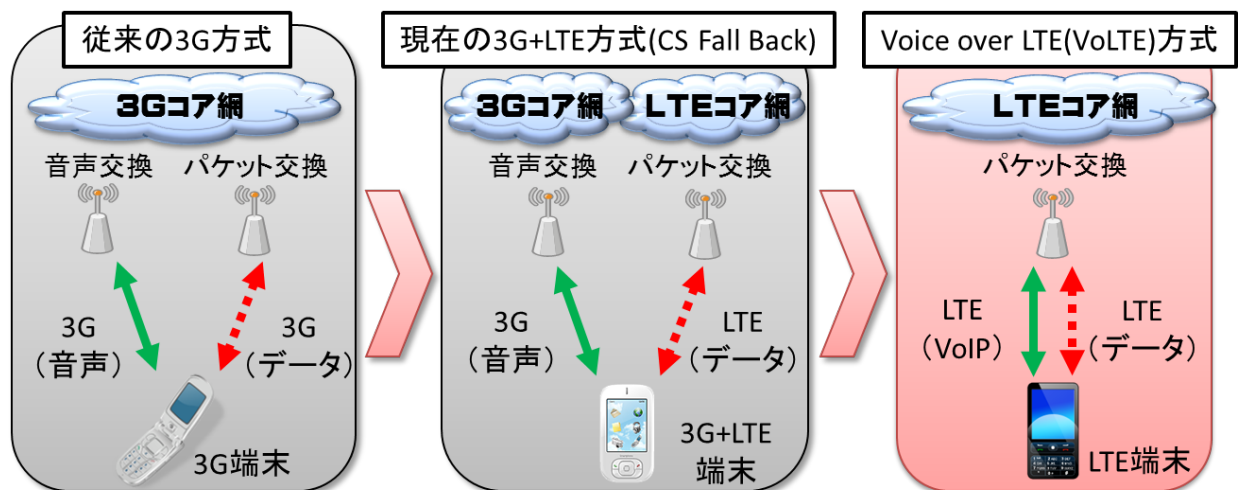 従来の3G方式
3Gコア網
音声交換
パケット交換
3G
（音声）
3G
（データ）
3G端末
現在の3G+LTE方式(CS Fall Back)
3Gコア網
LTEコア網
音声交換
パケット交換
3G
（音声）
LTE
（データ）
3G+LTE
端末
Voice over LTE(VoLTE)方式
LTEコア網
パケット交換
LTE
（VoIP）
LTE
（データ）
LTE端末